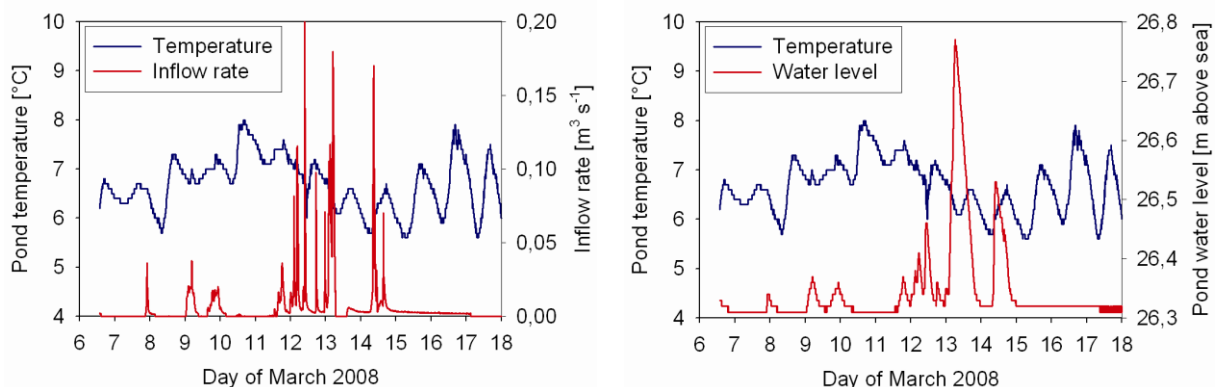 10
9
8
7
6
5
4
Pond temperature [°C]
Temperature
Inflow rate
0,20
0,15
0,10
0,05
0,00
Inflow rate [m³ s⁻¹]
6 7 8 9 10 11 12 13 14 15 16 17 18
Day of March 2008
10
9
8
7
6
5
4
Pond temperature [°C]
Temperature
Water level
26,8
26,7
26,6
26,5
26,4
26,3
Pond water level [m above sea]
6 7 8 9 10 11 12 13 14 15 16 17 18
Day of March 2008